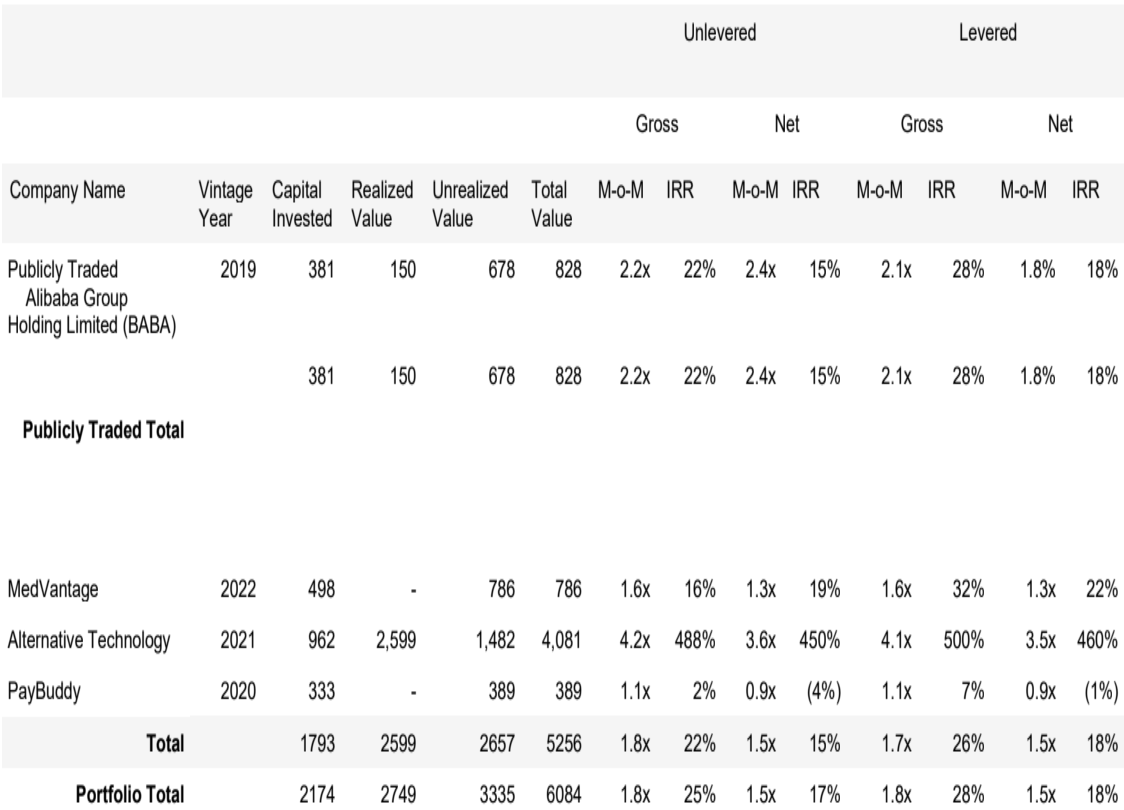 Unlevered Levered
Gross Net Gross Net
Company Name Vintage Capital Realized Unrealized Total M-o-M IRR M-o-M IRR M-o-M IRR M-o-M IRR
Year Invested Value Value Value
Publicly Traded 2019 381 150 678 828 2.2x 22% 2.4x 15% 2.1x 28% 1.8% 18%
Alibaba Group
Holding Limited (BABA)
381 150 678 828 2.2x 22% 2.4x 15% 2.1x 28% 1.8% 18%
Publicly Traded Total
MedVantage 2022 498 - 786 786 1.6x 16% 1.3x 19% 1.6x 32% 1.3x 22%
Alternative Technology 2021 962 2,599 1,482 4,081 4.2x 488% 3.6x 450% 4.1x 500% 3.5x 460%
PayBuddy 2020 333 - 389 389 1.1x 2% 0.9x (4%) 1.1x 7% 0.9x (1%)
Total 1793 2599 2657 5256 1.8x 22% 1.5x 15% 1.7x 26% 1.5x 18%
Portfolio Total 2174 2749 3335 6084 1.8x 25% 1.5x 17% 1.8x 28% 1.5x 18%